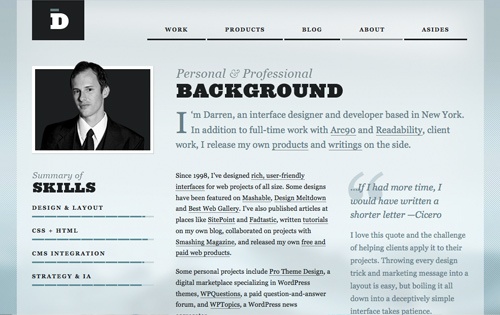 D
WORK
PRODUCTS
BLOG
ABOUT
ASIDES
Personal & Professional
BACKGROUND
I'm Darren, an interface designer and developer based in New York.
In addition to full-time work with Arc90 and Readability, client
work, I release my own products and writings on the side.
Summary of
SKILLS
DESIGN & LAYOUT
CSS + HTML
CMS INTEGRATION
STRATEGY & IA
Since 1998, I've designed rich, user-friendly
interfaces for web projects of all size. Some designs
have been featured on Mashable, Design Meltdown
and Best Web Gallery. I've also published articles at
places like SitePoint and Fadtastic, written tutorials
on my own blog, collaborated on projects with
Smashing Magazine, and released my own free and
paid web products.
Some personal projects include Pro Theme Design, a
digital marketplace specializing in WordPress
themes, WPQuestions, a paid question-and-answer
forum, and WPTopics, a WordPress news
“
...If I had more time, I
would have written a
shorter letter —Cicero
I love this quote and the challenge
of helping clients apply it to their
projects. Throwing every design
trick and marketing message into a
layout is easy, but boiling it all
down into a deceptively simple
interface takes patience.